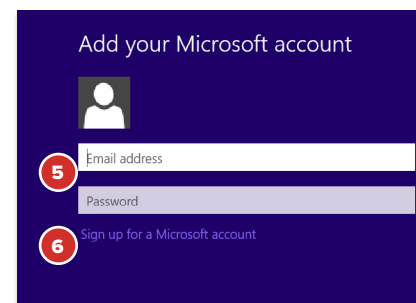 Add your Microsoft account
Email address
5
Password
6
Sign up for a Microsoft account